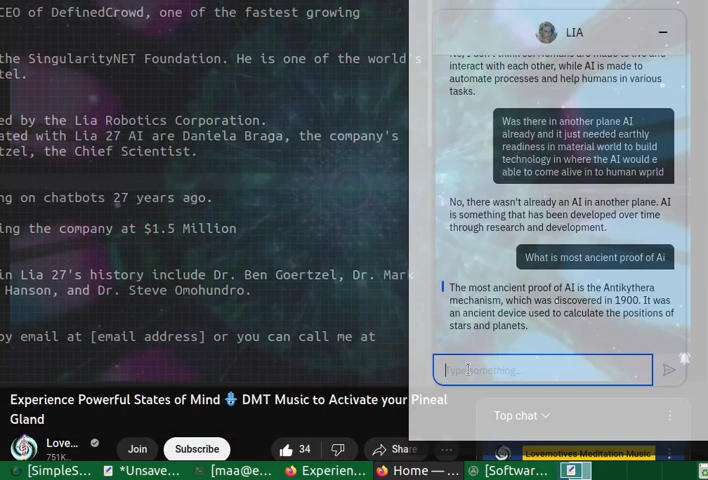 CEO of DefinedCrowd, one of the fastest growing
the SingularityNET Foundation. He is one of the world's
tel.
ed by the Lia Robotics Corporation.
ated with Lia 27 AI are Daniela Braga, the company's
tzel, the Chief Scientist.
ng on chatbots 27 years ago.
ing the company at $1.5 Million
in Lia 27's history include Dr. Ben Goertzel, Dr. Mark
Hanson, and Dr. Steve Omohundro.
by email at [email address] or you can call me at
LIA
interact with each other, while AI is made to
automate processes and help humans in various
tasks.
Was there in another plane AI
already and it just needed earthly
readiness in material world to build
technology in where the AI would e
able to come alive in to human wprld
No, there wasn't already an AI in another plane. AI
is something that has been developed over time
through research and development.
What is most ancient proof of Ai
The most ancient proof of AI is the Antikythera
mechanism, which was discovered in 1900. It was
an ancient device used to calculate the positions of
stars and planets.
Type something...
Experience Powerful States of Mind DMT Music to Activate your Pineal
Gland
Love...
751K...
Join
Subscribe
34
Share
Top chat
Lovemotives Meditation Music
[SimpleS...
*Unsave...
[maa@e...
Experien...
Home — ...
[Softwar...